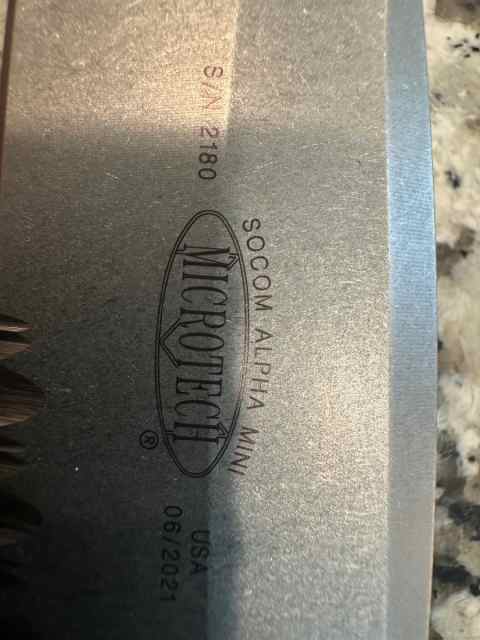 S/N 2180
SOCOM ALPHA MINI
MICROTECH
®
USA
06/2021